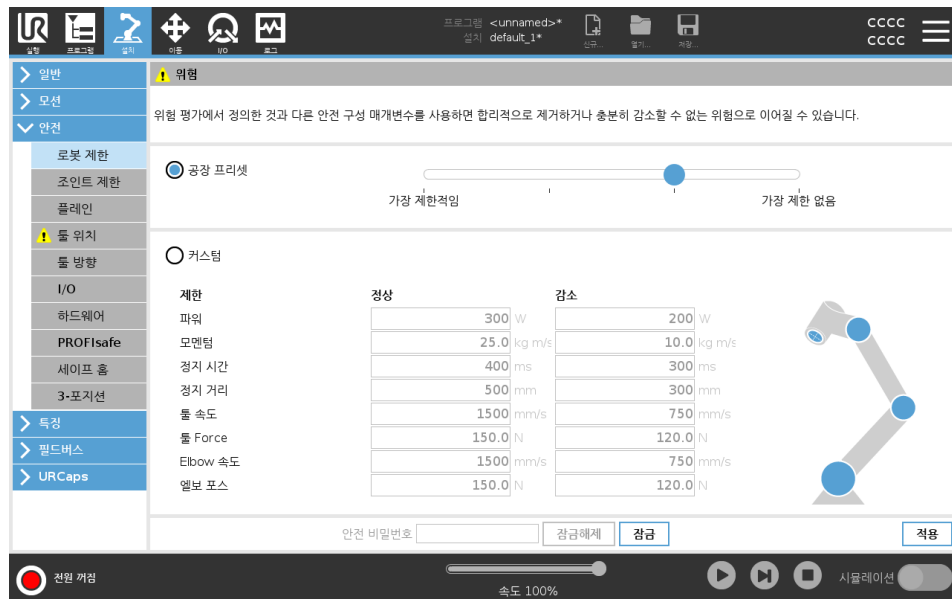 프로그램 <unnamed>*
설치 default_1*
신규...
열기...
저장...
CCCC
CCCC
실행
프로그램
설치
이동
I/O
로그
일반
모션
안전
로봇 제한
조인트 제한
플레인
툴 위치
툴 방향
I/O
하드웨어
PROFIsafe
세이프 홈
3-포지션
특징
필드버스
URCaps
위험
위험 평가에서 정의한 것과 다른 안전 구성 매개변수를 사용하면 합리적으로 제거하거나 충분히 감소할 수 없는 위험으로 이어질 수 있습니다.
공장 프리셋
가장 제한적임 가장 제한 없음
커스텀
제한 정상 감소
파워 300 W 200 W
모멘텀 25.0 kg m/s 10.0 kg m/s
정지 시간 400 ms 300 ms
정지 거리 500 mm 300 mm
툴 속도 1500 mm/s 750 mm/s
툴 Force 150.0 N 120.0 N
Elbow 속도 1500 mm/s 750 mm/s
엘보 포스 150.0 N 120.0 N
안전 비밀번호 잠금해제 잠금 적용
전원 꺼짐
속도 100%
시뮬레이션